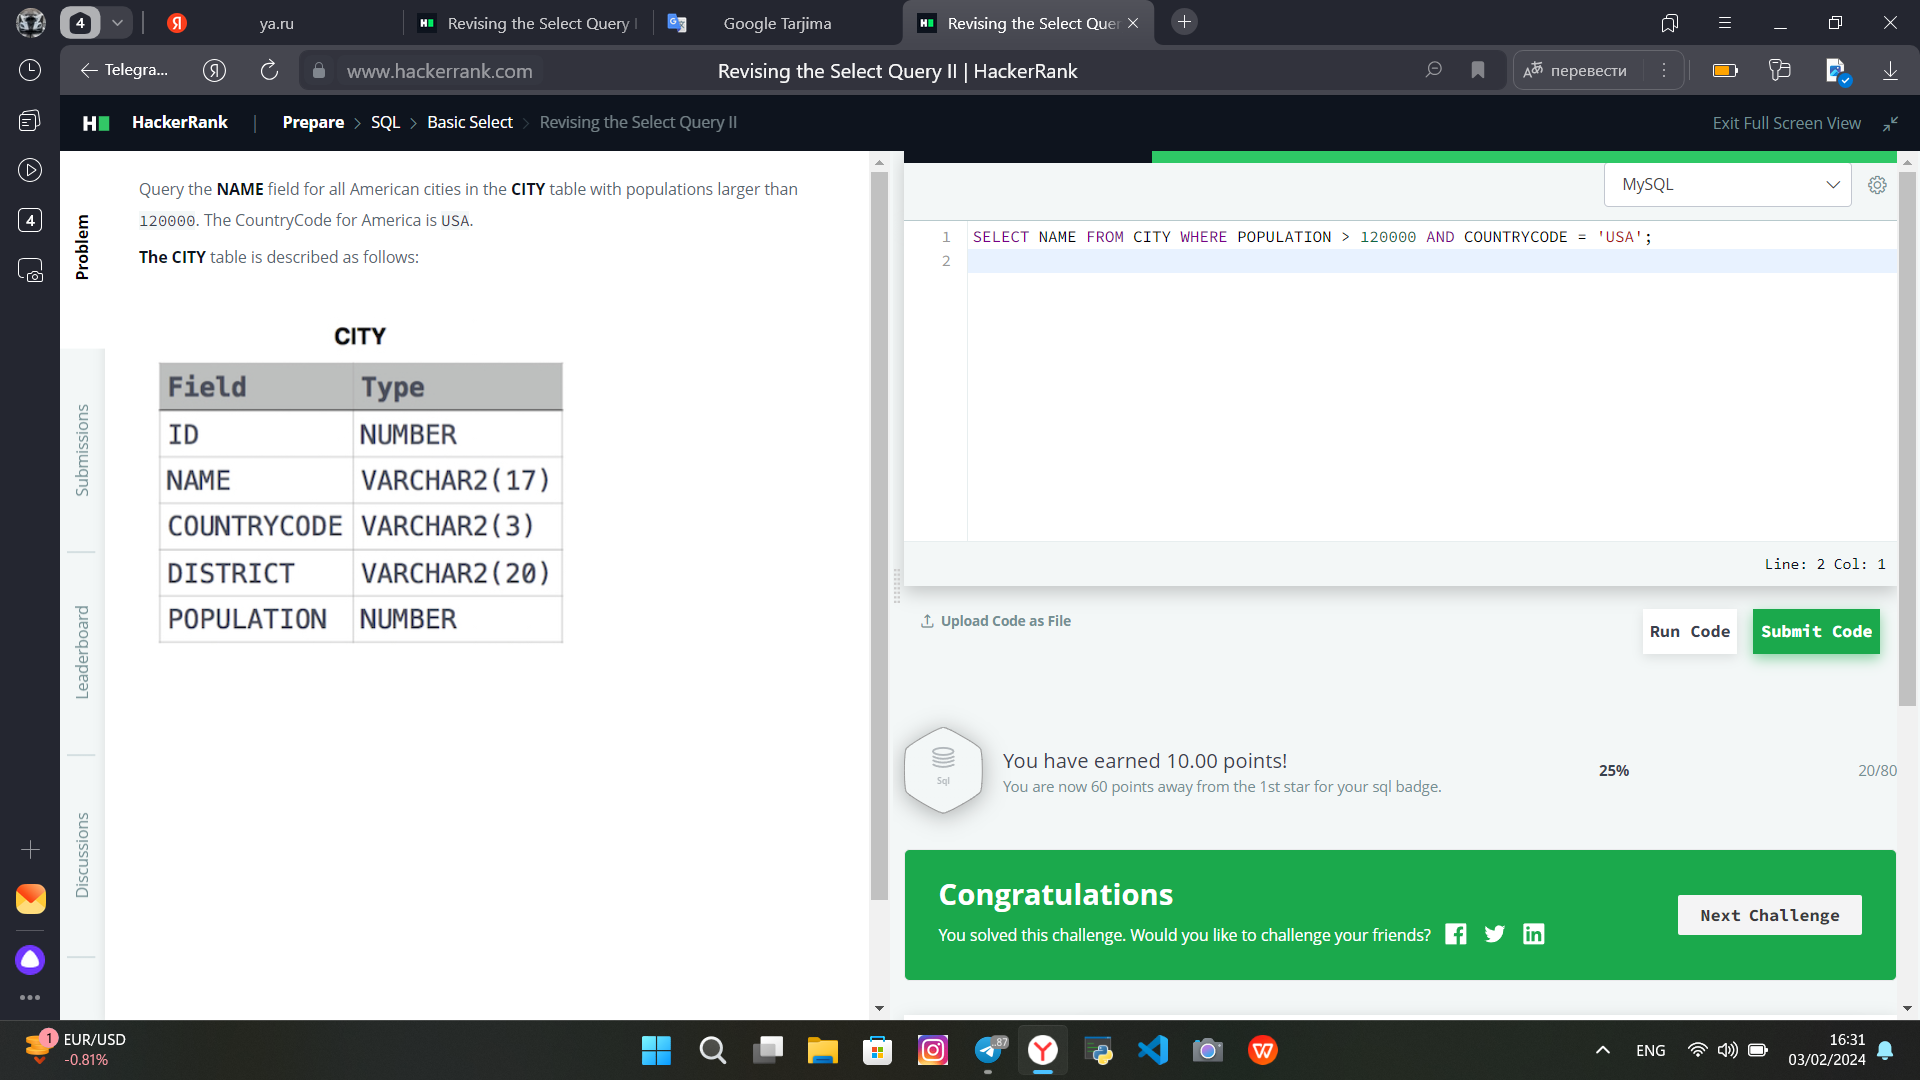 4
ya.ru
Revising the Select Query
Google Tarjima
Revising the Select Quer
Telegra...
www.hackerrank.com
Revising the Select Query II | HackerRank
перевести
HackerRank | Prepare > SQL > Basic Select > Revising the Select Query II
Exit Full Screen View
4
Problem
Submissions
Leaderboard
Discussions
Query the NAME field for all American cities in the CITY table with populations larger than
120000. The CountryCode for America is USA.
The CITY table is described as follows:
CITY
Field Type
ID NUMBER
NAME VARCHAR2(17)
COUNTRYCODE VARCHAR2(3)
DISTRICT VARCHAR2(20)
POPULATION NUMBER
MySQL
1 SELECT NAME FROM CITY WHERE POPULATION > 120000 AND COUNTRYCODE = 'USA';
2
Line: 2 Col: 1
Upload Code as File
Run Code
Submit Code
Sql
You have earned 10.00 points!
You are now 60 points away from the 1st star for your sql badge.
25%
20/80
Congratulations
You solved this challenge. Would you like to challenge your friends?
Next Challenge
1
EUR/USD
-0.81%
.87
ENG
16:31
03/02/2024